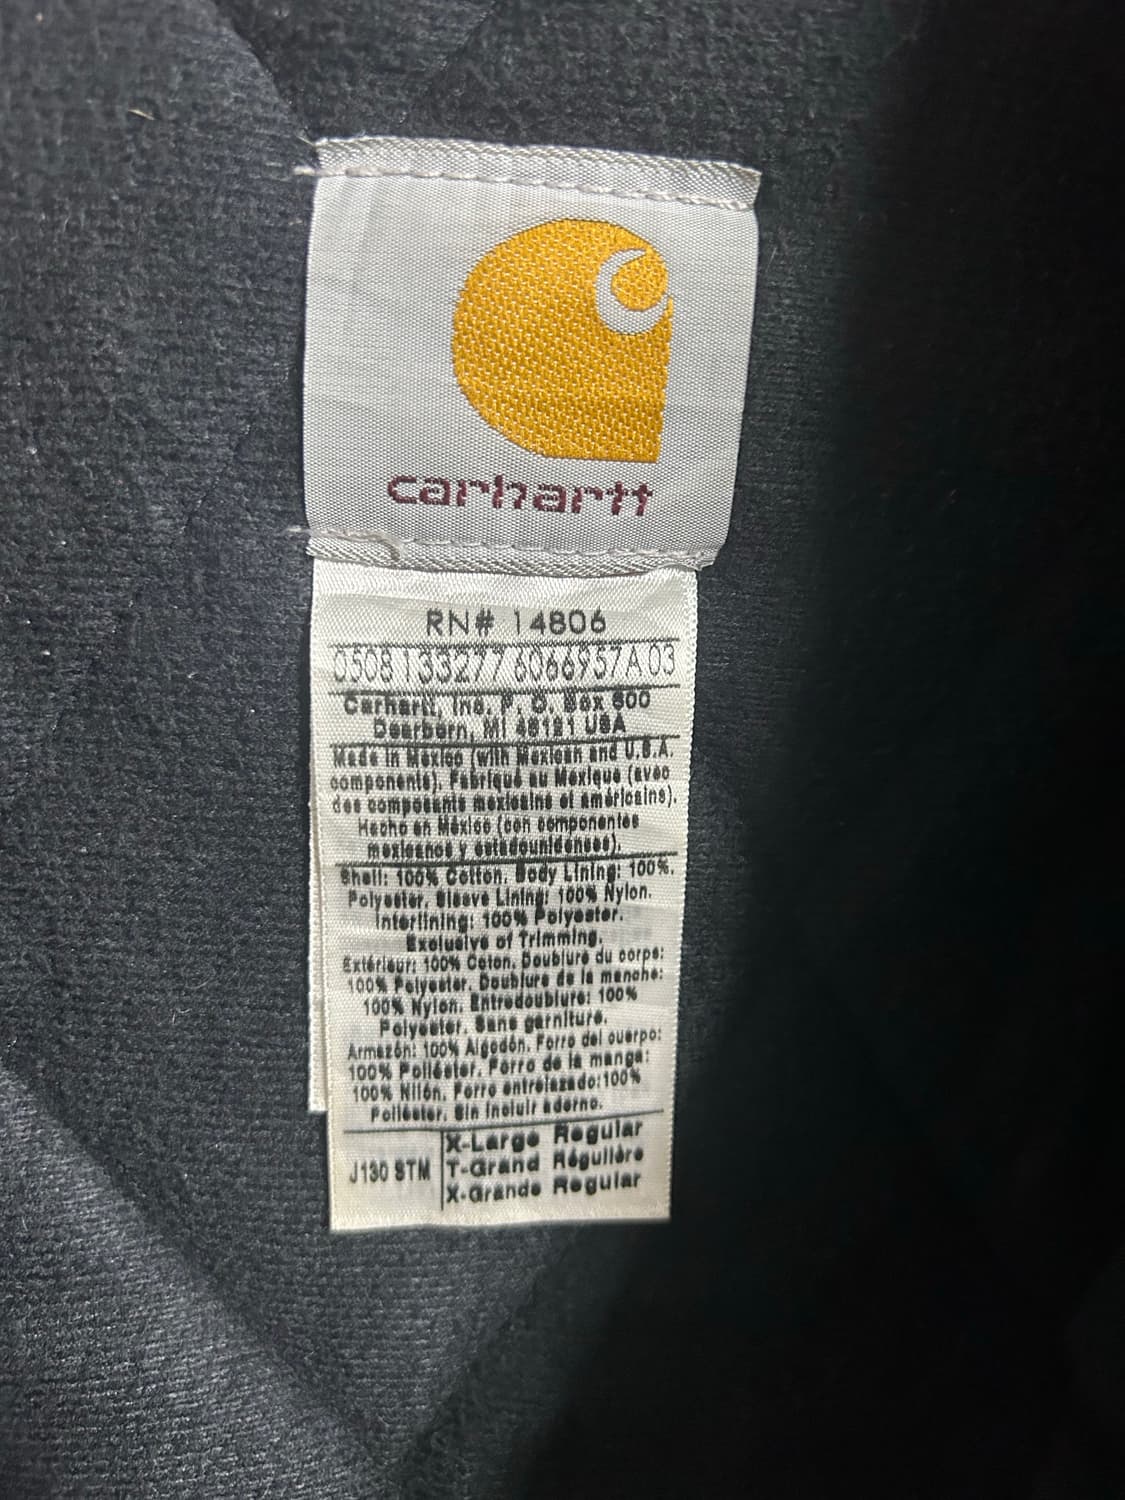 carhartt
RN# 14806
0508 133277 6066957A 03
Carhartt, Inc. P. O. Box 600
Dearborn, MI 48121 USA
Made in Mexico (with Mexican and U.S.A.
components). Fabriqué au Mexique (avec
des composants mexicains et américains).
Hecho en México (con componentes
mexicanos y estadounidenses).
Shell: 100% Cotton. Body Lining: 100%.
Polyester. Sleeve Lining: 100% Nylon.
Interlining: 100% Polyester.
Exclusive of Trimming.
Extérieur: 100% Coton. Doublure du corps:
100% Polyester. Doublure de la manche:
100% Nylon. Entredoublure: 100%
Polyester. Sans garniture.
Armazón: 100% Algodón. Forro del cuerpo:
100% Poliéster. Forro de la manga:
100% Nilón. Forro entrelazado:100%
Poliéster. Sin incluir adorno.
J130 STM
X-Large Regular
T-Grand Régulière
X-Grande Regular